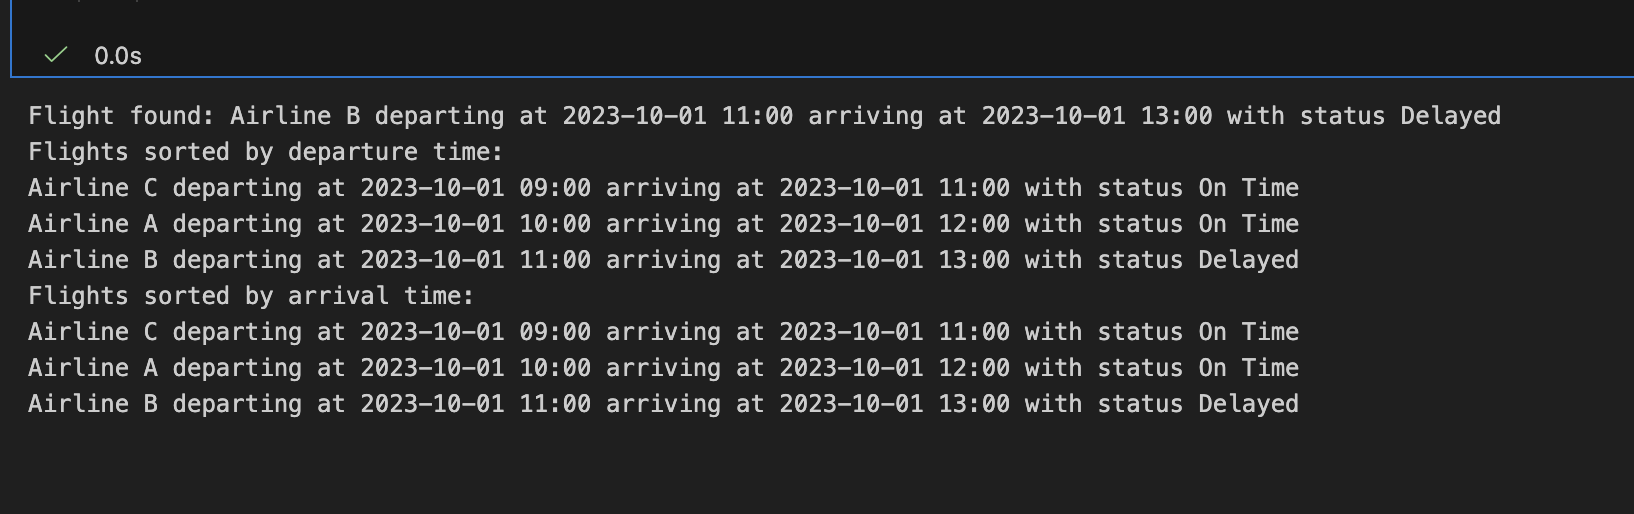 0.0s
Flight found: Airline B departing at 2023-10-01 11:00 arriving at 2023-10-01 13:00 with status Delayed
Flights sorted by departure time:
Airline C departing at 2023-10-01 09:00 arriving at 2023-10-01 11:00 with status On Time
Airline A departing at 2023-10-01 10:00 arriving at 2023-10-01 12:00 with status On Time
Airline B departing at 2023-10-01 11:00 arriving at 2023-10-01 13:00 with status Delayed
Flights sorted by arrival time:
Airline C departing at 2023-10-01 09:00 arriving at 2023-10-01 11:00 with status On Time
Airline A departing at 2023-10-01 10:00 arriving at 2023-10-01 12:00 with status On Time
Airline B departing at 2023-10-01 11:00 arriving at 2023-10-01 13:00 with status Delayed